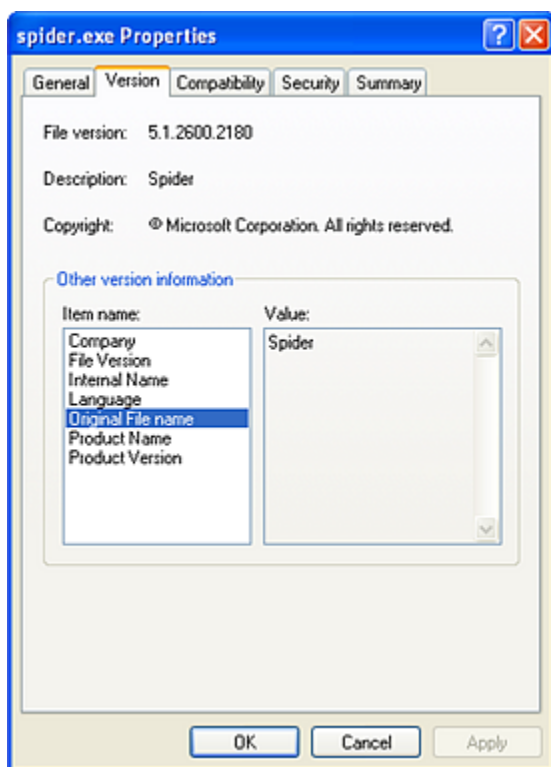 spider.exe Properties
General Version Compatibility Security Summary
File version: 5.1.2600.2180
Description: Spider
Copyright: © Microsoft Corporation. All rights reserved.
Other version information
Item name: Value:
Company Spider
File Version
Internal Name
Language
Original File name
Product Name
Product Version
OK Cancel Apply